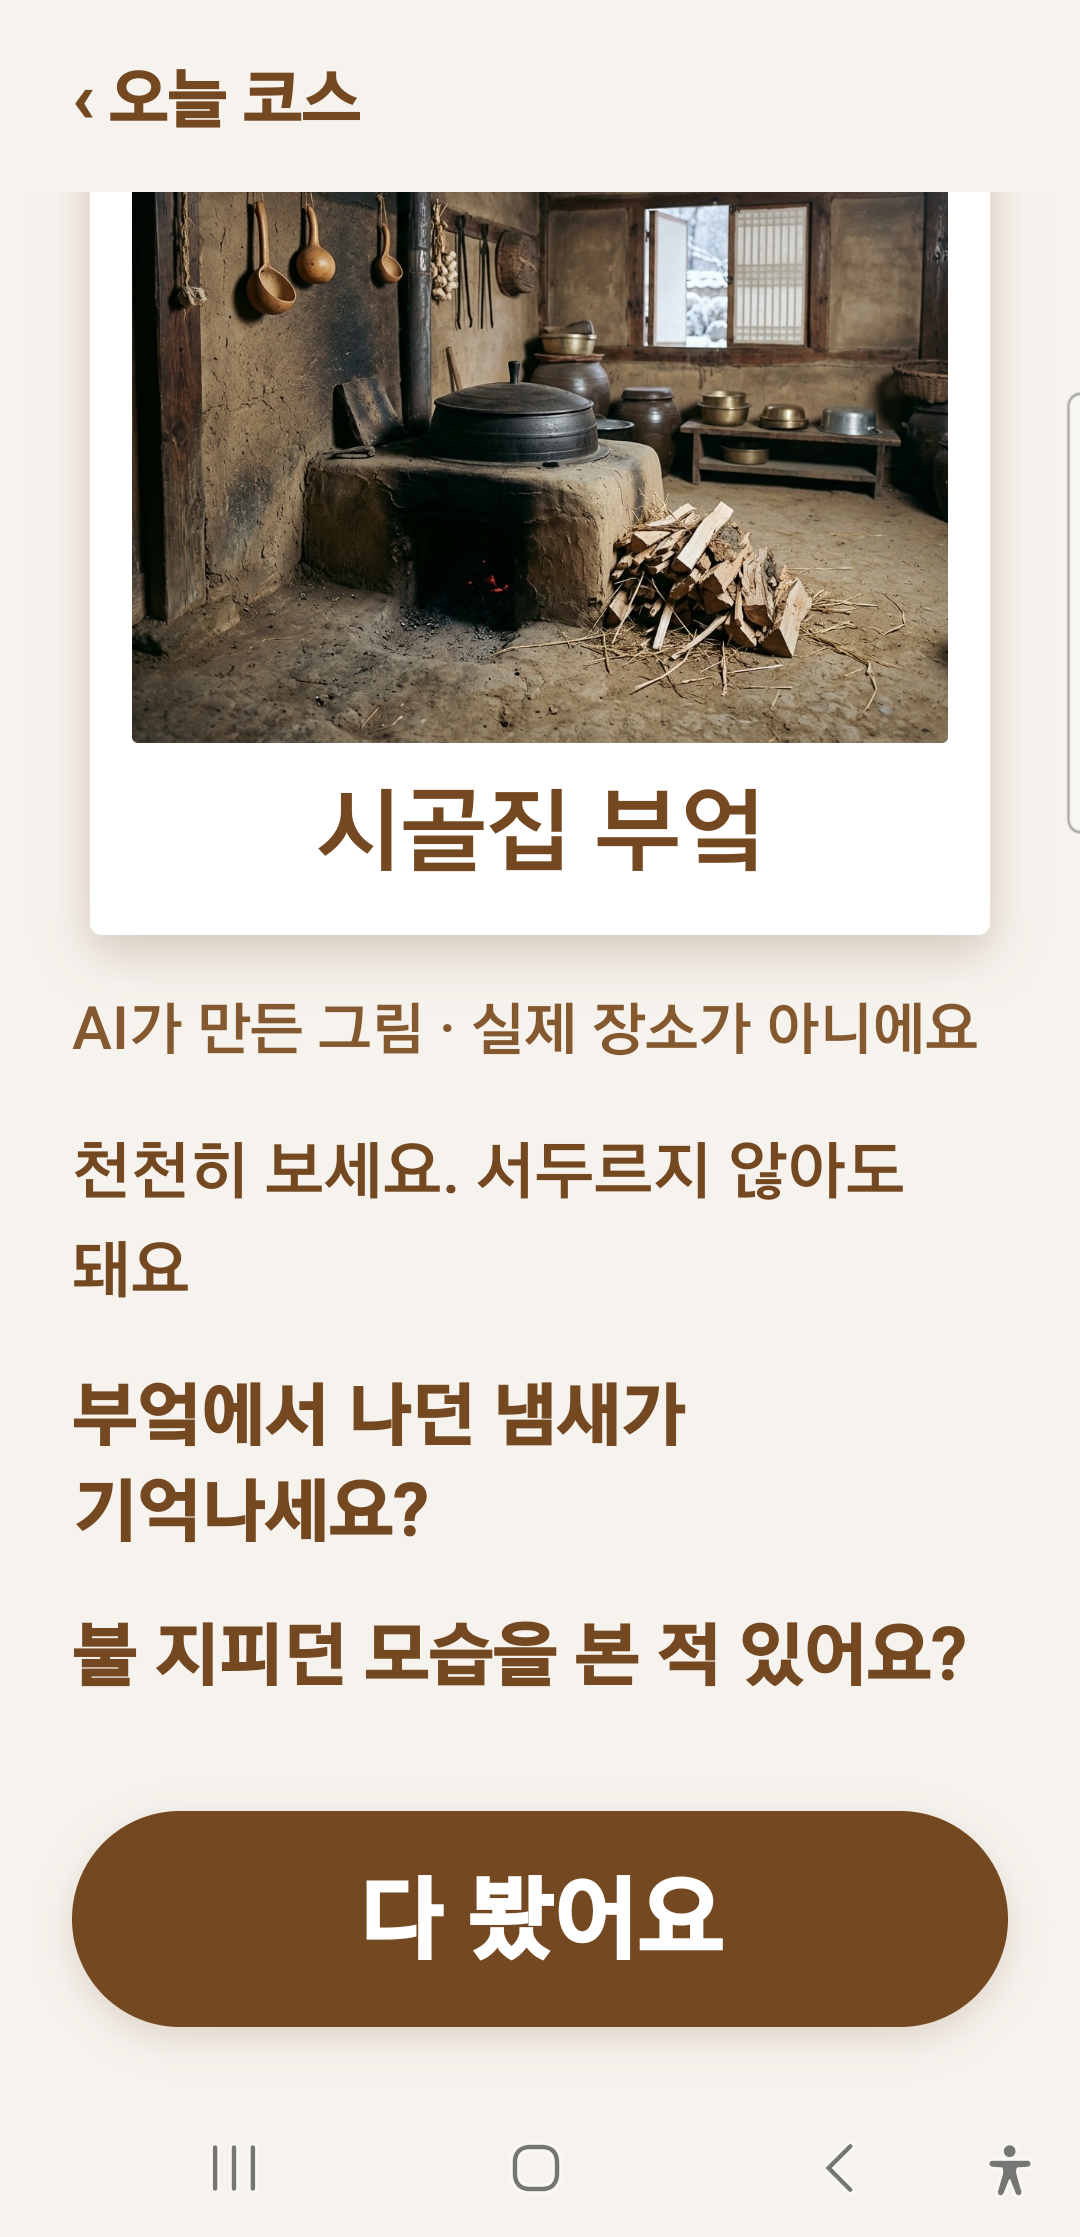 ‹ 오늘 코스
시골집 부엌
AI가 만든 그림 · 실제 장소가 아니에요
천천히 보세요. 서두르지 않아도
돼요
부엌에서 나던 냄새가
기억나세요?
불 지피던 모습을 본 적 있어요?
다 봤어요